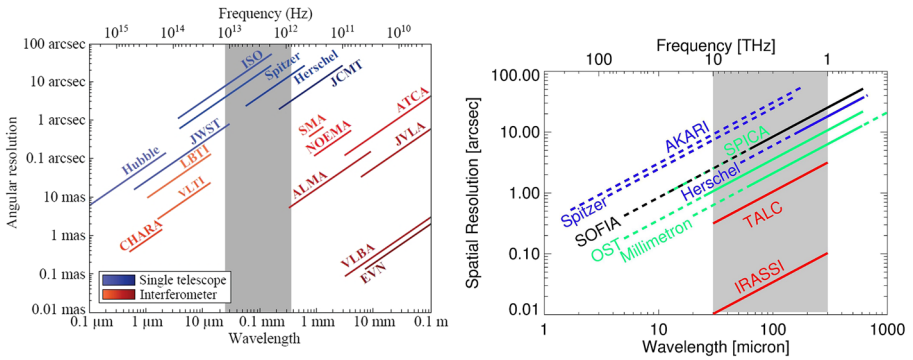 Frequency (Hz)
10^15 10^14 10^13 10^12 10^11 10^10
100 arcsec
10 arcsec
1 arcsec
0.1 arcsec
10 mas
1 mas
0.1 mas
0.01 mas
Angular resolution
ISO
Spitzer
Herschel
JCMT
Hubble
JWST
LBTI
VLTI
CHARA
SMA
NOEMA
ATCA
JVLA
ALMA
VLBA
EVN
Single telescope
Interferometer
0.1 µm 1 µm 10 µm 0.1 mm 1 mm 10 mm 0.1 m
Wavelength
Frequency [THz]
100 10 1
100.00
10.00
1.00
0.10
0.01
Spatial Resolution [arcsec]
AKARI
SPICA
Spitzer
Herschel
SOFIA
OST
Millimetron
TALC
IRASSI
1 10 100 1000
Wavelength [micron]